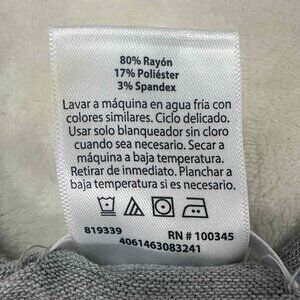 80% Rayón
17% Poliéster
3% Spandex
Lavar a máquina en agua fría con
colores similares. Ciclo delicado.
Usar solo blanqueador sin cloro
cuando sea necesario. Secar a
máquina a baja temperatura.
Retirar de inmediato. Planchar a
baja temperatura si es necesario.
819339 RN # 100345
4061463083241